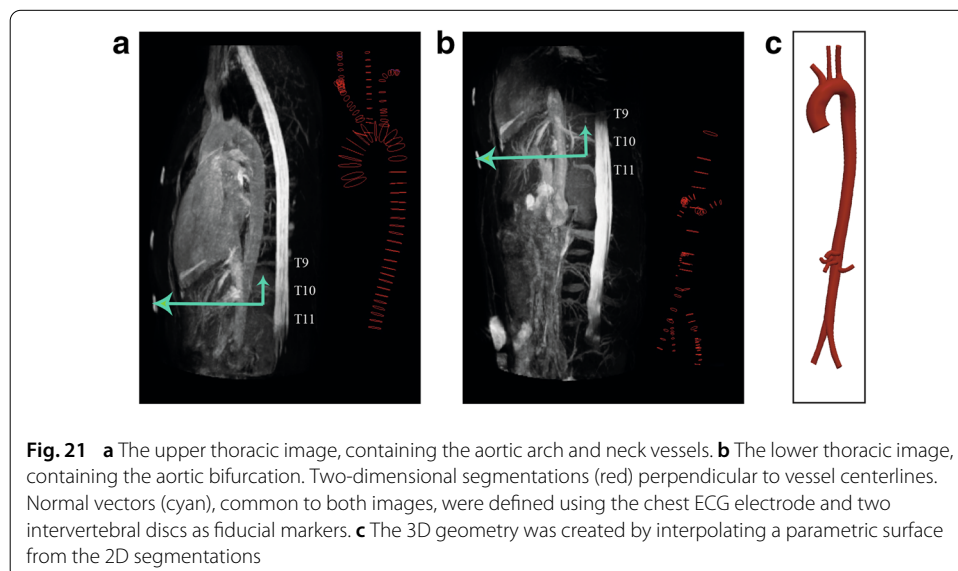 a
b
c
T9
T10
T11
T9
T10
T11
Fig. 21 a The upper thoracic image, containing the aortic arch and neck vessels. b The lower thoracic image,
containing the aortic bifurcation. Two-dimensional segmentations (red) perpendicular to vessel centerlines.
Normal vectors (cyan), common to both images, were defined using the chest ECG electrode and two
intervertebral discs as fiducial markers. c The 3D geometry was created by interpolating a parametric surface
from the 2D segmentations